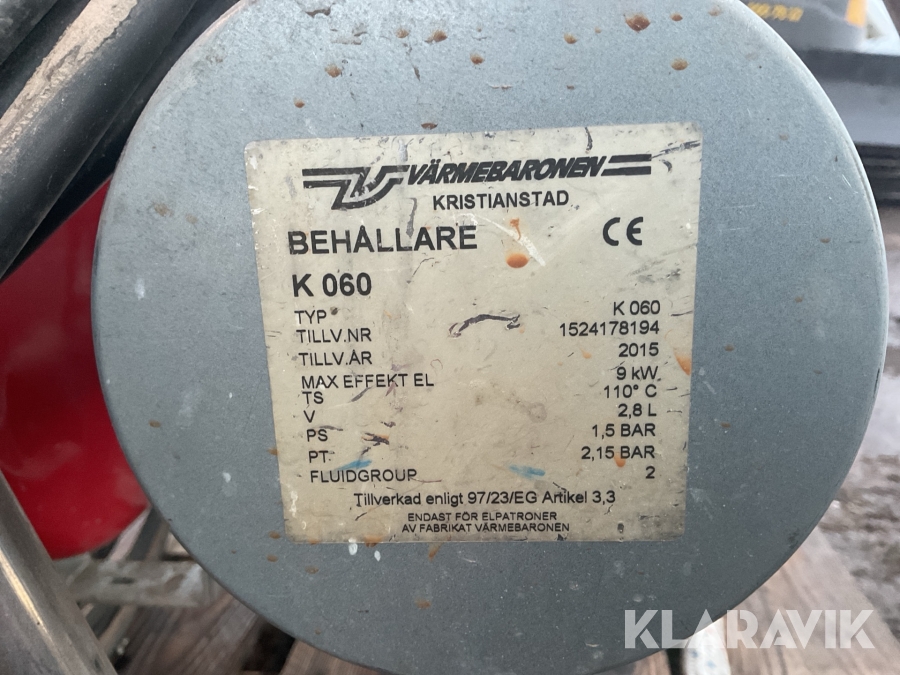 VÄRMEBARONEN
KRISTIANSTAD
BEHÅLLARE CE
K 060
TYP K 060
TILLV.NR 1524178194
TILLV.ÅR 2015
MAX EFFEKT EL 9 kW
TS 110° C
V 2,8 L
PS 1,5 BAR
PT 2,15 BAR
FLUIDGROUP 2
Tillverkad enligt 97/23/EG Artikel 3,3
ENDAST FÖR ELPATRONER
AV FABRIKAT VÄRMEBARONEN
KLARAVIK